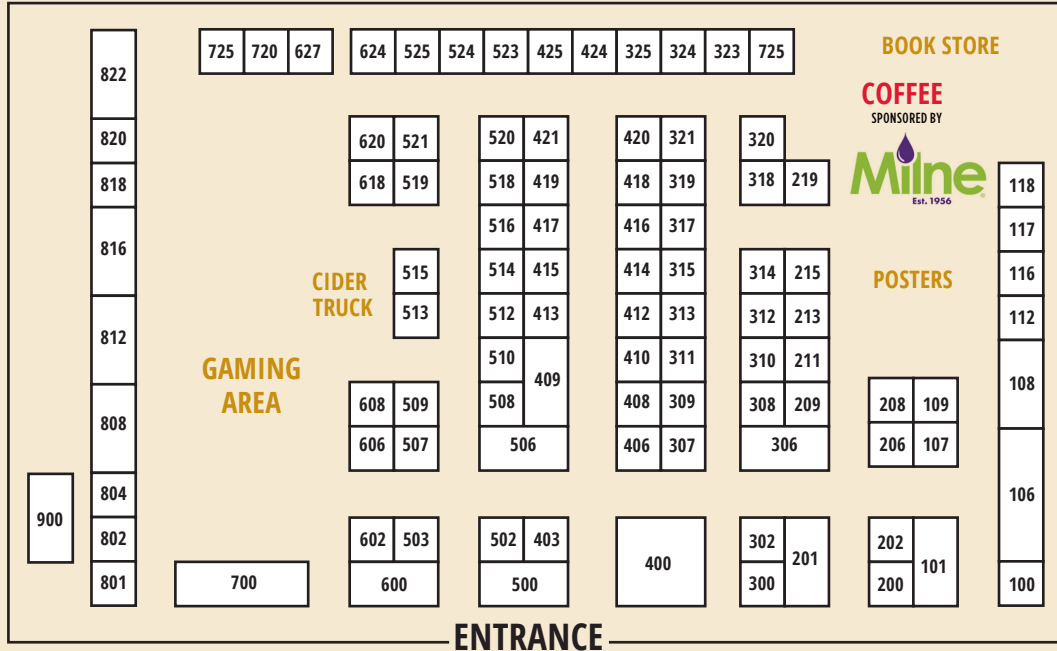 725 720 627 624 525 524 523 425 424 325 324 323 725
BOOK STORE
822
COFFEE
SPONSORED BY
Milne
Est. 1956
820 620 521 520 421 420 321 320
818 618 519 518 419 418 319 318 219 118
516 417 416 317 117
816
CIDER
TRUCK
515 514 415 414 315 314 215
POSTERS
116
513 512 413 412 313 312 213 112
812
GAMING
AREA
510 409 410 311 310 211 108
608 509 508 408 309 308 209 208 109
808
606 507 506 406 307 306 206 107
804 106
900
802 602 503 502 403 400 302 201 202 101
801 700 600 500 300 200 100
ENTRANCE